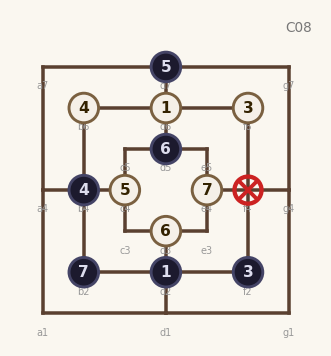 C08
5
a7 d7 g7
4 1 3
b6 d6 f6
6
c5 d5 e5
4 5 7
a4 b4 c4 e4 f4 g4
6
c3 d3 e3
7 1 3
b2 d2 f2
a1 d1 g1